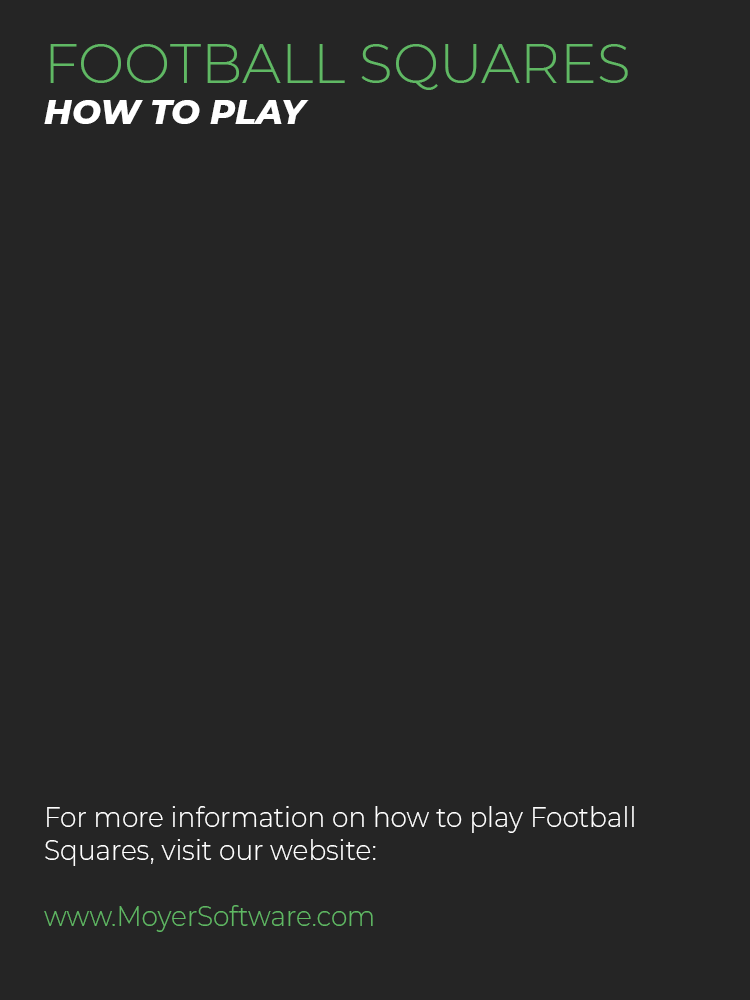 FOOTBALL SQUARES
HOW TO PLAY
For more information on how to play Football
Squares, visit our website:
www.MoyerSoftware.com